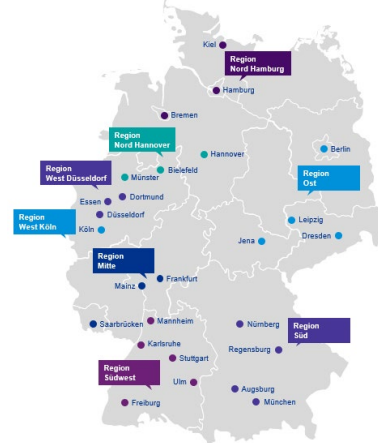 Kiel
Region
Nord Hamburg
Hamburg
Bremen
Region
Nord Hannover
Hannover
Berlin
Bielefeld
Münster
Region
West Düsseldorf
Region
Ost
Dortmund
Essen
Düsseldorf
Region
West Köln
Köln
Leipzig
Dresden
Jena
Region
Mitte
Frankfurt
Mainz
Saarbrücken
Mannheim
Nürnberg
Region
Süd
Karlsruhe
Regensburg
Stuttgart
Region
Südwest
Ulm
Augsburg
Freiburg
München